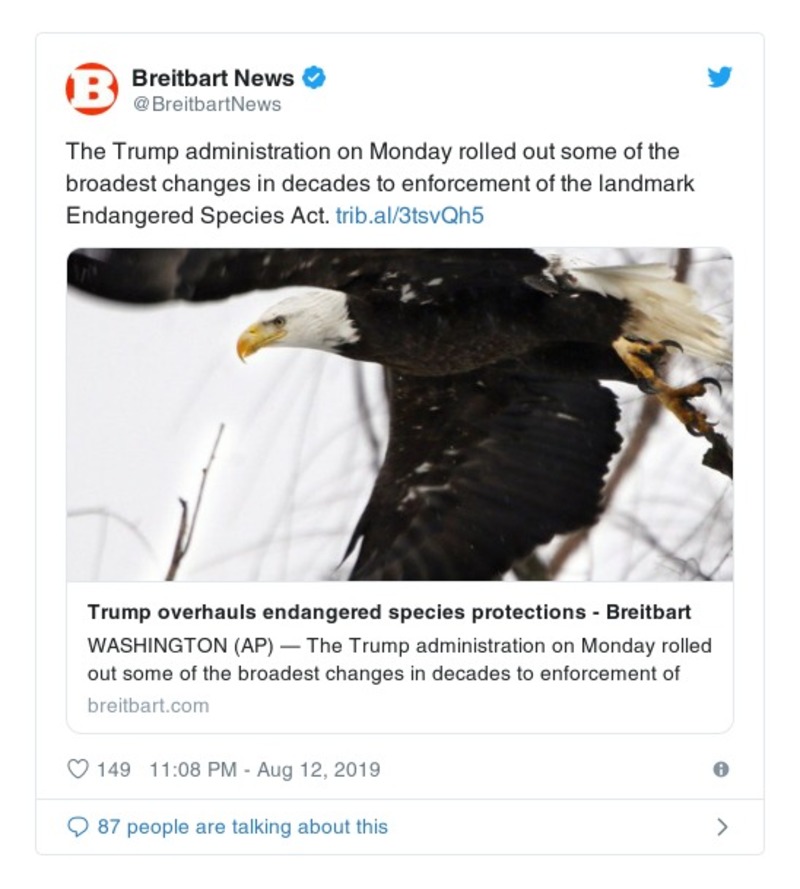 B
Breitbart News
@BreitbartNews
The Trump administration on Monday rolled out some of the
broadest changes in decades to enforcement of the landmark
Endangered Species Act. trib.al/3tsvQh5
Trump overhauls endangered species protections - Breitbart
WASHINGTON (AP) — The Trump administration on Monday rolled
out some of the broadest changes in decades to enforcement of
breitbart.com
149 11:08 PM - Aug 12, 2019
87 people are talking about this